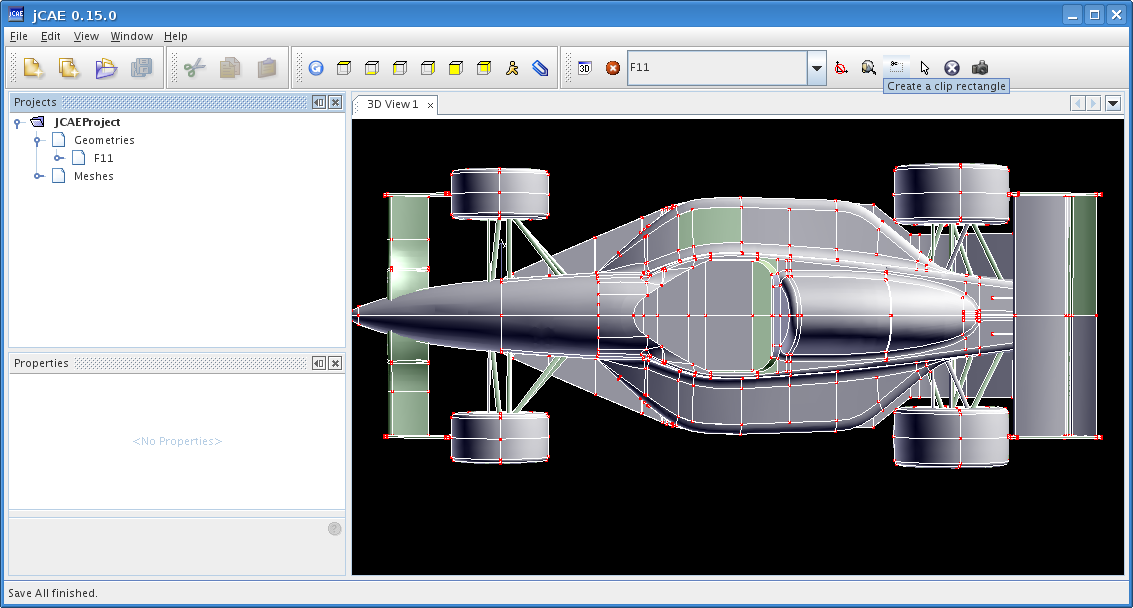 jCAE jCAE 0.15.0
File Edit View Window Help
3D F11
Create a clip rectangle
Projects
3D View 1
JCAEProject
Geometries
F11
Meshes
Properties
<No Properties>
?
Save All finished.